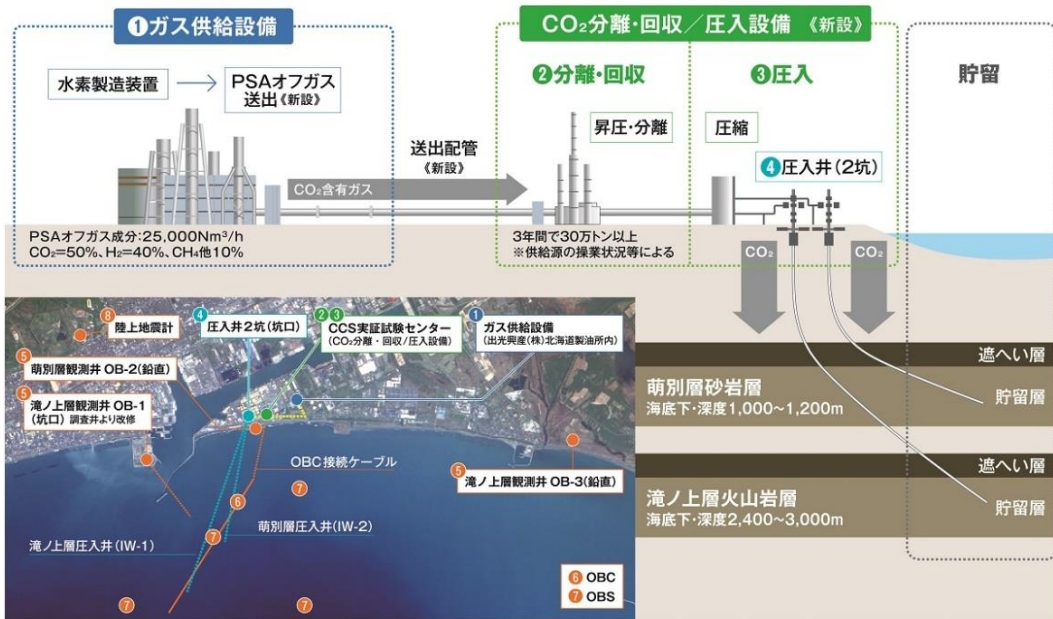 ❶ガス供給設備
水素製造装置
PSAオフガス
送出《新設》
CO₂分離・回収／圧入設備 《新設》
❷分離・回収
❸圧入
貯留
昇圧・分離
圧縮
❹圧入井（2坑）
送出配管
《新設》
CO₂含有ガス
PSAオフガス成分：25,000Nm³/h
CO₂＝50％、H₂＝40％、CH₄他10％
3年間で30万トン以上
※供給源の操業状況等による
CO₂
CO₂
遮へい層
萌別層砂岩層
海底下・深度1,000〜1,200m
貯留層
遮へい層
滝ノ上層火山岩層
海底下・深度2,400〜3,000m
貯留層
❽
陸上地震計
❹
圧入井2坑（坑口）
❷❸
CCS実証試験センター
（CO₂分離・回収/圧入設備）
❶
ガス供給設備
（出光興産（株）北海道製油所内）
❺
萌別層観測井 OB-2（鉛直）
❺
滝ノ上層観測井 OB-1
（坑口）調査井より改修
OBC接続ケーブル
❺
滝ノ上層観測井 OB-3（鉛直）
❼
❻
❼
萌別層圧入井（IW-2）
滝ノ上層圧入井（IW-1）
❼
❼
❻ OBC
❼ OBS